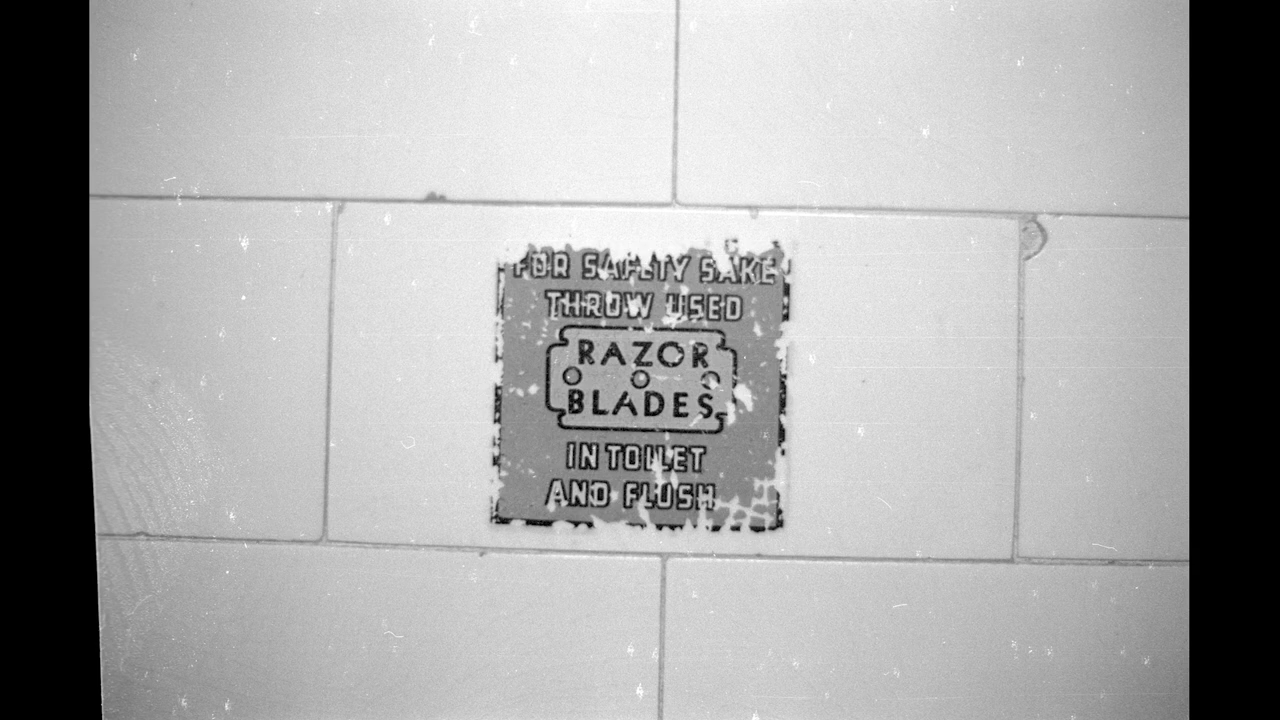 FOR SAFETY SAKE
THROW USED
RAZOR
BLADES
IN TOILET
AND FLUSH